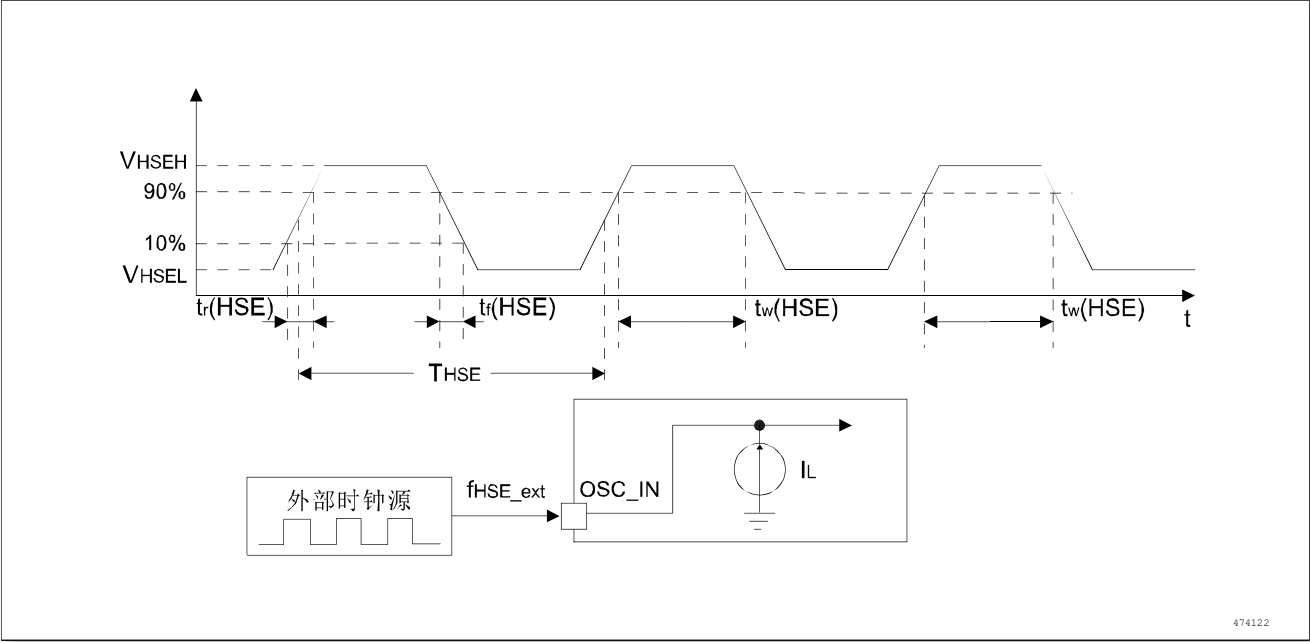 VHSEH
90%
10%
VHSEL
tr(HSE)
tf(HSE)
tw(HSE)
tw(HSE)
t
THSE
外部时钟源
fHSE_ext
OSC_IN
IL
474122